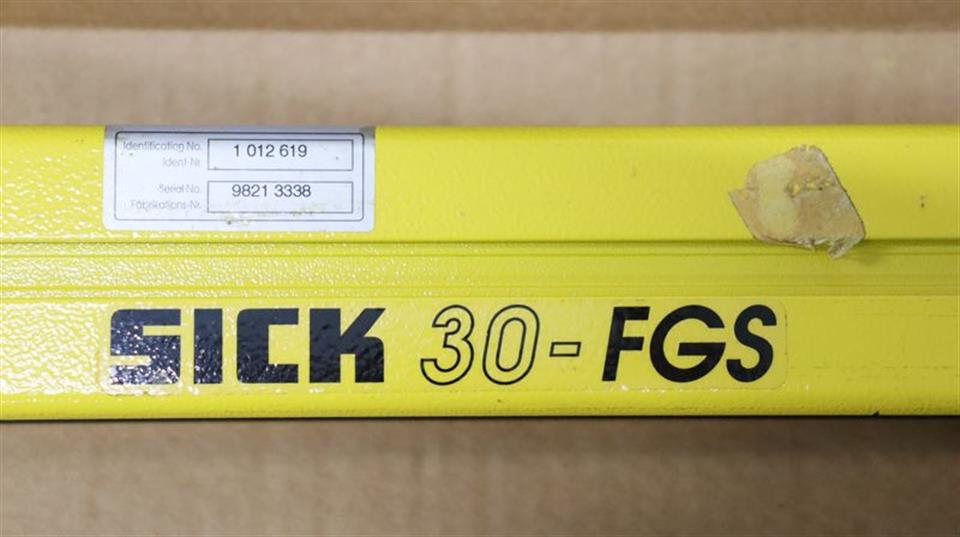 Identification No. 1 012 619
Ident-Nr.
Serial No. 9821 3338
Fabrikations-Nr.
SICK 30-FGS